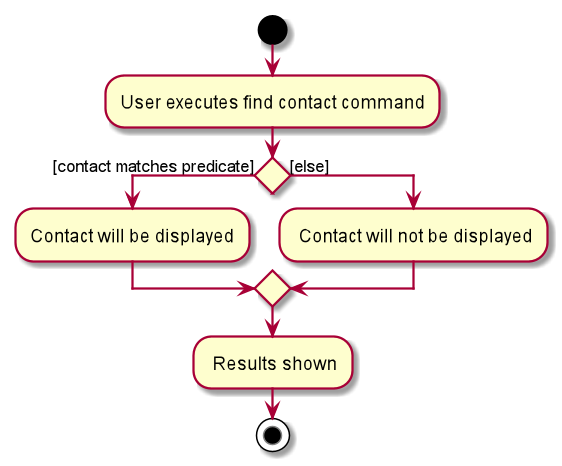 User executes find contact command
[contact matches predicate]
[else]
Contact will be displayed
Contact will not be displayed
Results shown